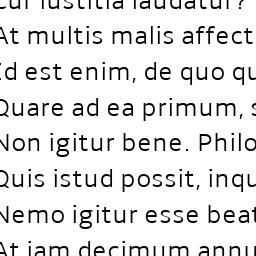 Cur iustitia laudatur?
At multis malis affect
Id est enim, de quo qu
Quare ad ea primum, s
Non igitur bene. Philo
Quis istud possit, inqu
Nemo igitur esse beat
At iam decimum annu